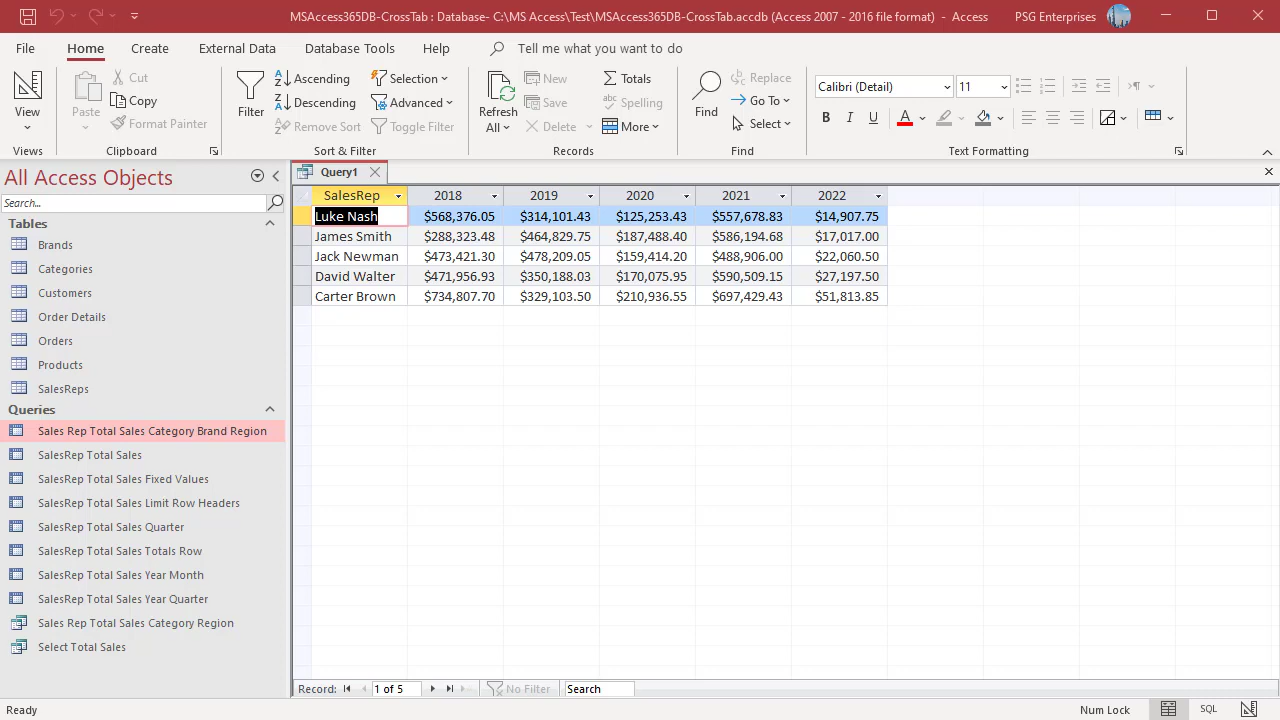 MSAccess365DB-CrossTab : Database- C:\MS Access\Test\MSAccess365DB-CrossTab.accdb (Access 2007 - 2016 file format) - Access PSG Enterprises
File Home Create External Data Database Tools Help Tell me what you want to do
View
Views
Paste
Cut
Copy
Format Painter
Clipboard
Filter
Ascending
Descending
Remove Sort
Selection
Advanced
Toggle Filter
Sort & Filter
Refresh
All
New
Save
Delete
Totals
Spelling
More
Records
Find
Replace
Go To
Select
Find
Calibri (Detail) 11
B I U A
Text Formatting
All Access Objects
Search...
Tables
Brands
Categories
Customers
Order Details
Orders
Products
SalesReps
Queries
Sales Rep Total Sales Category Brand Region
SalesRep Total Sales
SalesRep Total Sales Fixed Values
SalesRep Total Sales Limit Row Headers
SalesRep Total Sales Quarter
SalesRep Total Sales Totals Row
SalesRep Total Sales Year Month
SalesRep Total Sales Year Quarter
Sales Rep Total Sales Category Region
Select Total Sales
Query1
SalesRep 2018 2019 2020 2021 2022
Luke Nash $568,376.05 $314,101.43 $125,253.43 $557,678.83 $14,907.75
James Smith $288,323.48 $464,829.75 $187,488.40 $586,194.68 $17,017.00
Jack Newman $473,421.30 $478,209.05 $159,414.20 $488,906.00 $22,060.50
David Walter $471,956.93 $350,188.03 $170,075.95 $590,509.15 $27,197.50
Carter Brown $734,807.70 $329,103.50 $210,936.55 $697,429.43 $51,813.85
Record: 1 of 5 No Filter Search
Ready Num Lock SQL